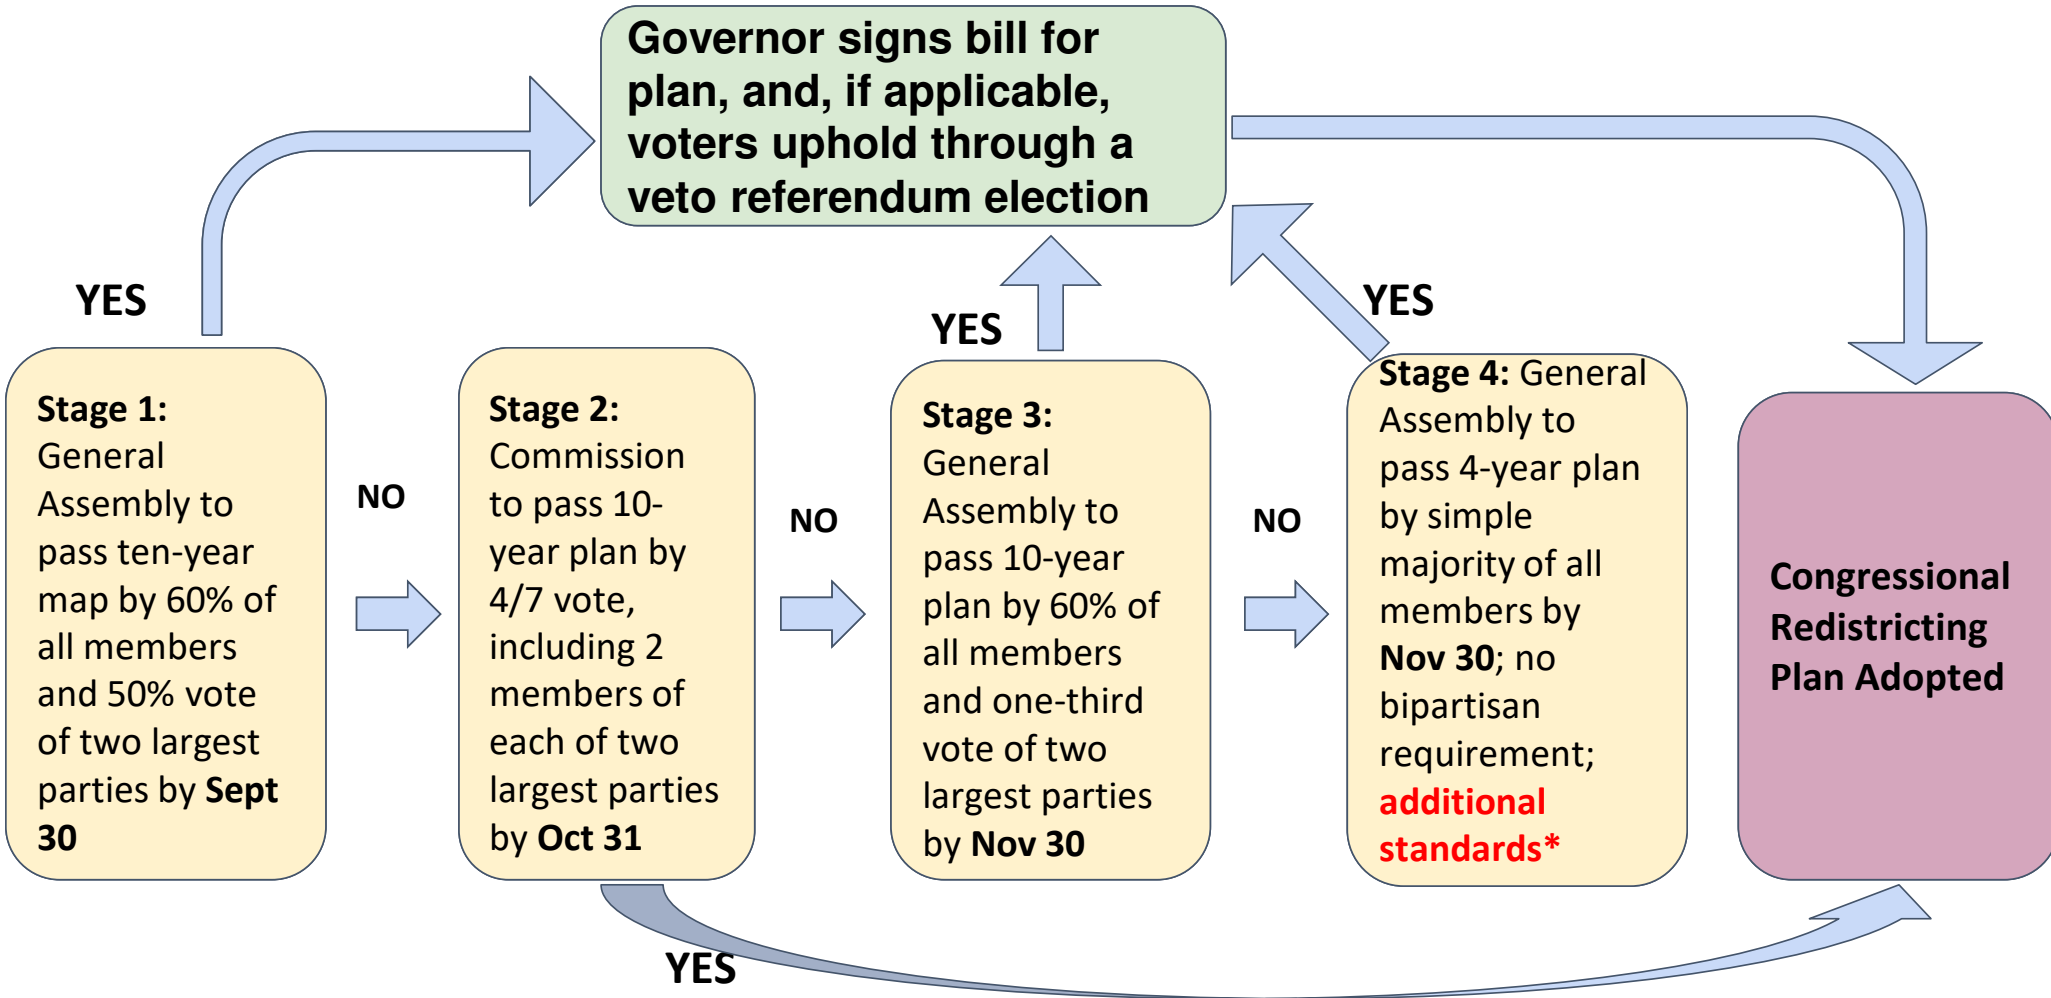 Governor signs bill for
plan, and, if applicable,
voters uphold through a
veto referendum election
YES
Stage 1:
General
Assembly to
pass ten-year
map by 60% of
all members
and 50% vote
of two largest
parties by Sept
30
NO
Stage 2:
Commission
to pass 10-
year plan by
4/7 vote,
including 2
members of
each of two
largest parties
by Oct 31
YES
NO
YES
Stage 3:
General
Assembly to
pass 10-year
plan by 60% of
all members
and one-third
vote of two
largest parties
by Nov 30
NO
YES
Stage 4: General
Assembly to
pass 4-year plan
by simple
majority of all
members by
Nov 30; no
bipartisan
requirement;
additional
standards*
Congressional
Redistricting
Plan Adopted